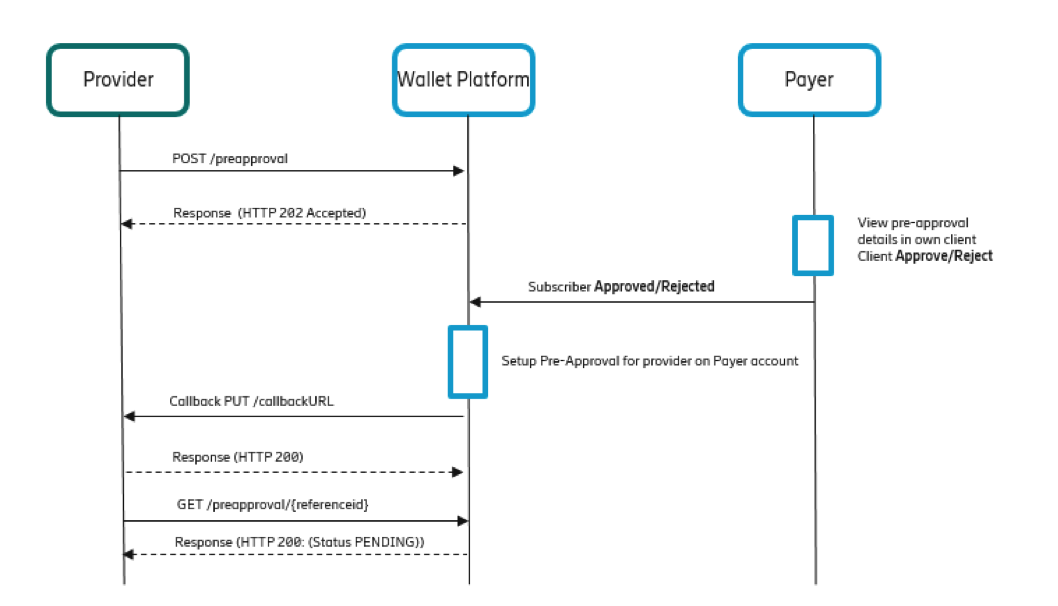 Provider
Wallet Platform
Payer
POST /preapproval
Response (HTTP 202 Accepted)
View pre-approval
details in own client
Client Approve/Reject
Subscriber Approved/Rejected
Setup Pre-Approval for provider on Payer account
Callback PUT /callbackURL
Response (HTTP 200)
GET /preapproval/{referenceid}
Response (HTTP 200: (Status PENDING))